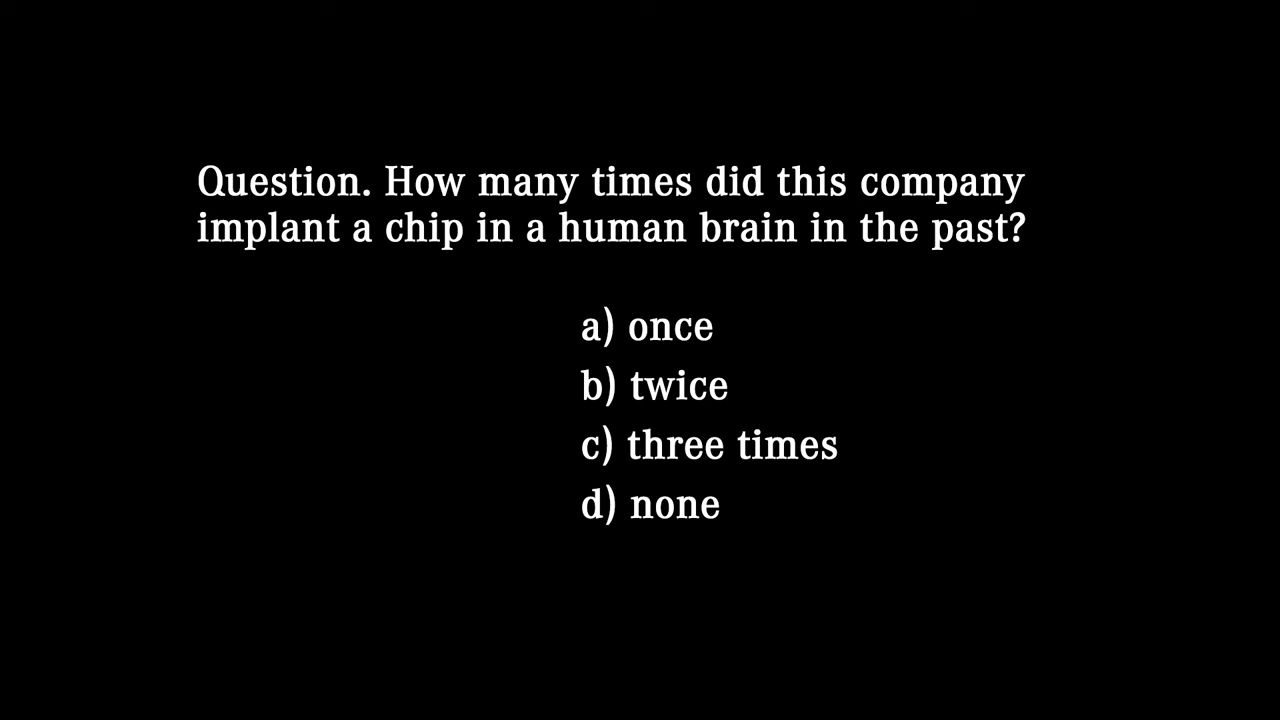 Question. How many times did this company
implant a chip in a human brain in the past?
a) once
b) twice
c) three times
d) none